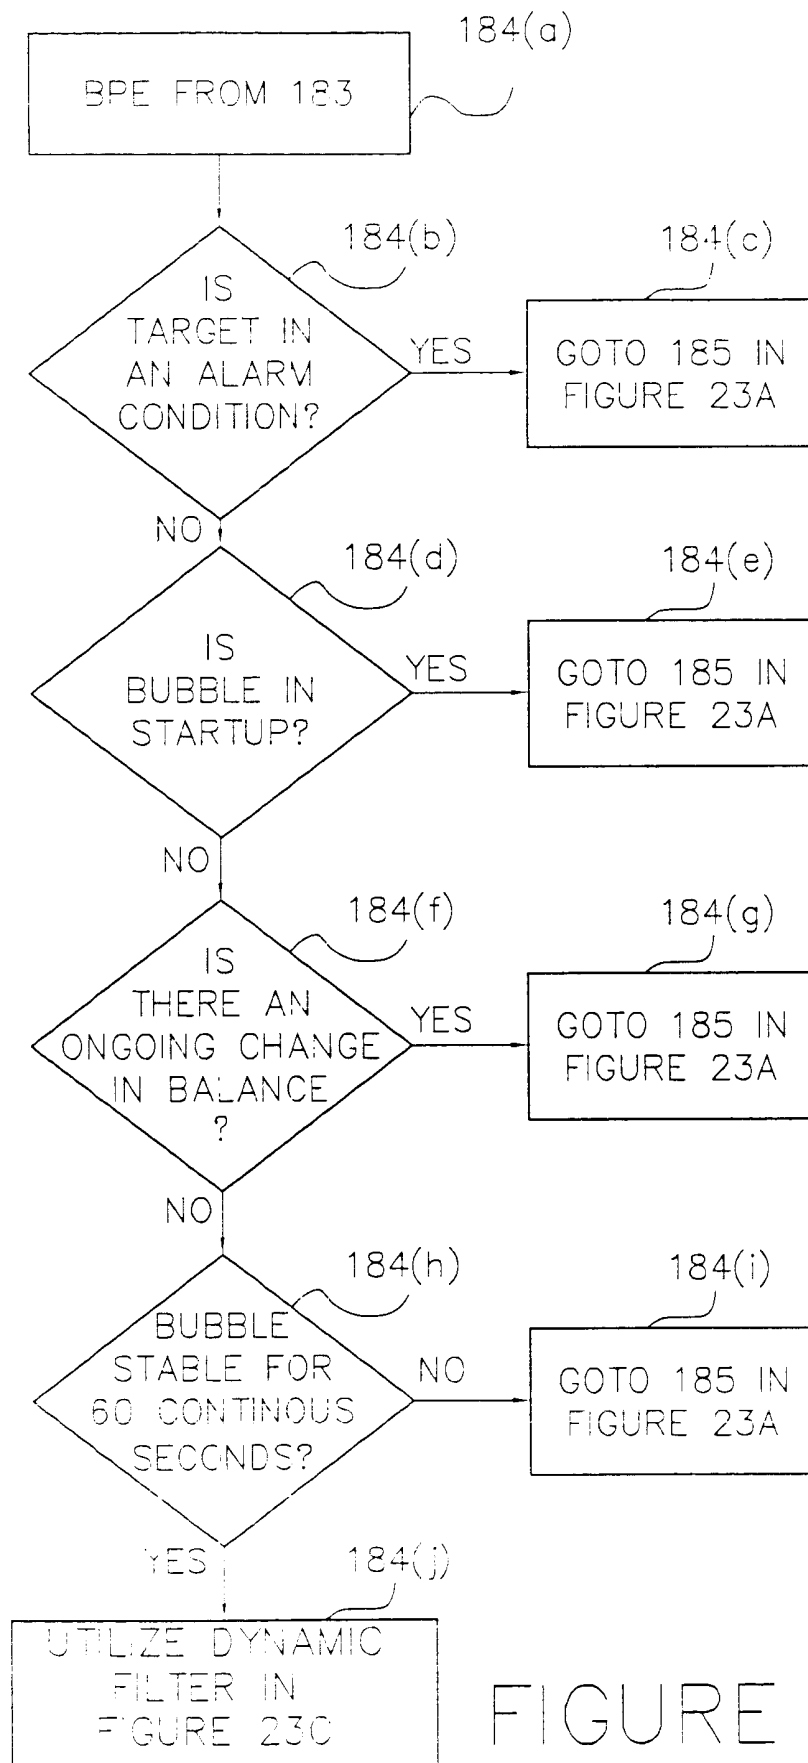 184(a)
BPE FROM 183
184(b)
IS
TARGET IN
AN ALARM
CONDITION?
YES
184(c)
GOTO 185 IN
FIGURE 23A
NO
184(d)
IS
BUBBLE IN
STARTUP?
YES
184(e)
GOTO 185 IN
FIGURE 23A
NO
184(f)
IS
THERE AN
ONGOING CHANGE
IN BALANCE
?
YES
184(g)
GOTO 185 IN
FIGURE 23A
NO
184(h)
BUBBLE
STABLE FOR
60 CONTINOUS
SECONDS?
NO
184(i)
GOTO 185 IN
FIGURE 23A
YES
184(j)
UTILIZE DYNAMIC
FILTER IN
FIGURE 23C
FIGURE